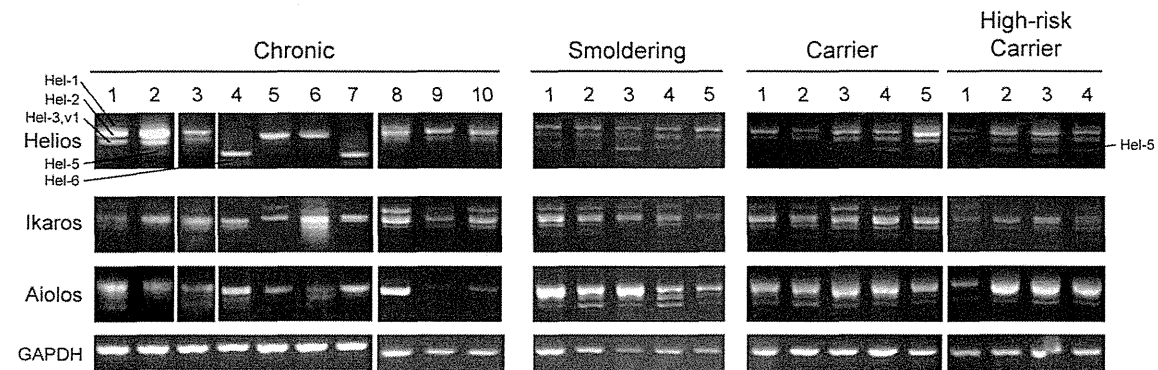 High-risk
Chronic Smoldering Carrier Carrier
1 2 3 4 5 6 7 8 9 10 1 2 3 4 5 1 2 3 4 5 1 2 3 4
Hel-1
Hel-2
Hel-3,v1
Helios
Hel-5
Hel-5
Hel-6
Ikaros
Aiolos
GAPDH